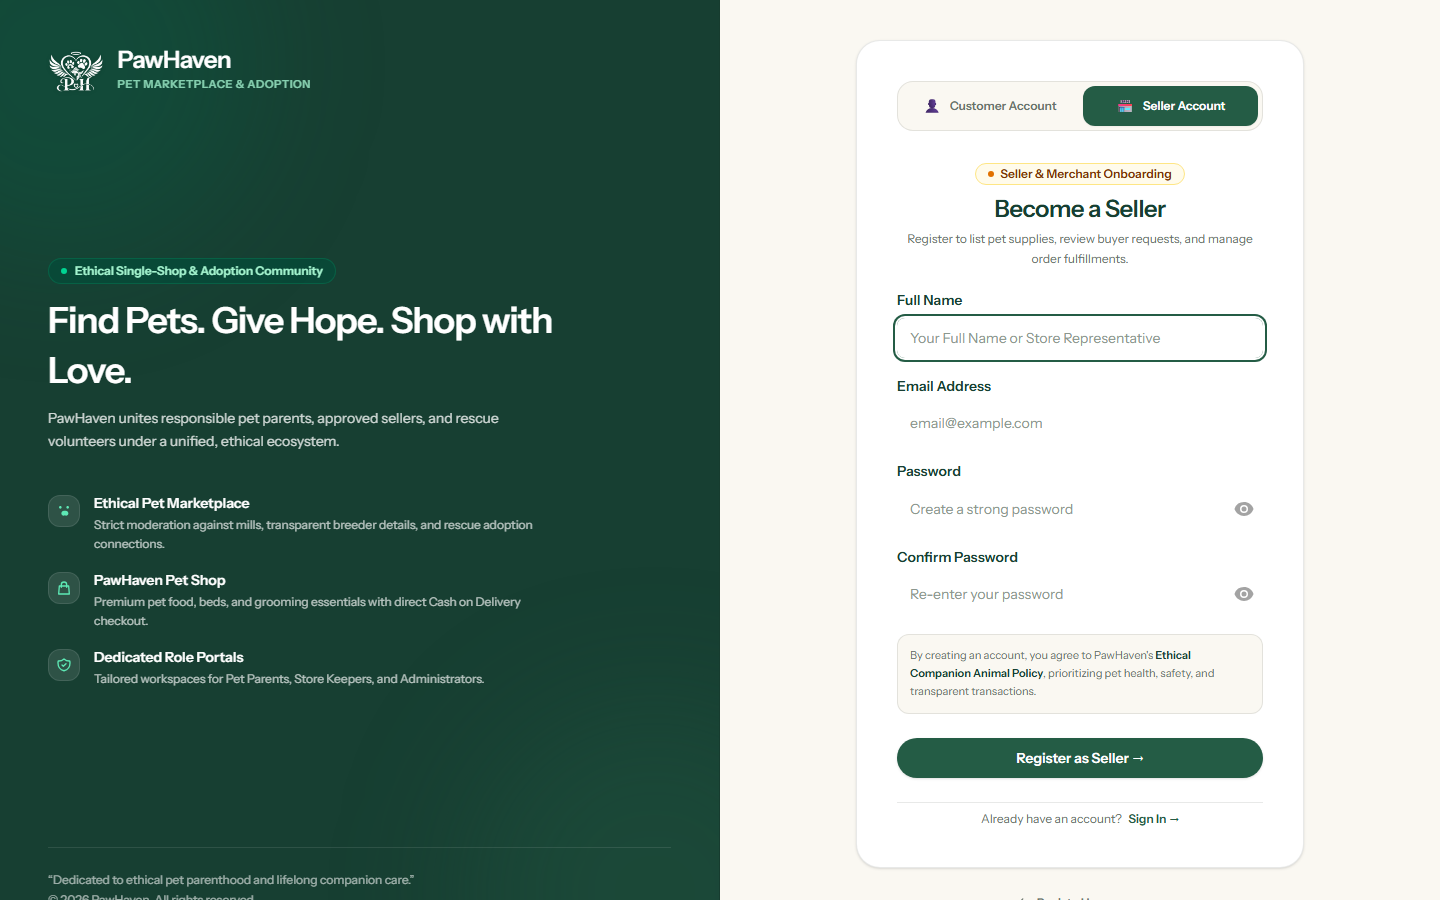 PawHaven
PET MARKETPLACE & ADOPTION
Ethical Single-Shop & Adoption Community
Find Pets. Give Hope. Shop with
Love.
PawHaven unites responsible pet parents, approved sellers, and rescue
volunteers under a unified, ethical ecosystem.
Ethical Pet Marketplace
Strict moderation against mills, transparent breeder details, and rescue adoption
connections.
PawHaven Pet Shop
Premium pet food, beds, and grooming essentials with direct Cash on Delivery
checkout.
Dedicated Role Portals
Tailored workspaces for Pet Parents, Store Keepers, and Administrators.
“Dedicated to ethical pet parenthood and lifelong companion care.”
© 2026 PawHaven. All rights reserved.
Customer Account
Seller Account
Seller & Merchant Onboarding
Become a Seller
Register to list pet supplies, review buyer requests, and manage
order fulfillments.
Full Name
Your Full Name or Store Representative
Email Address
email@example.com
Password
Create a strong password
Confirm Password
Re-enter your password
By creating an account, you agree to PawHaven's Ethical
Companion Animal Policy, prioritizing pet health, safety, and
transparent transactions.
Register as Seller →
Already have an account? Sign In →